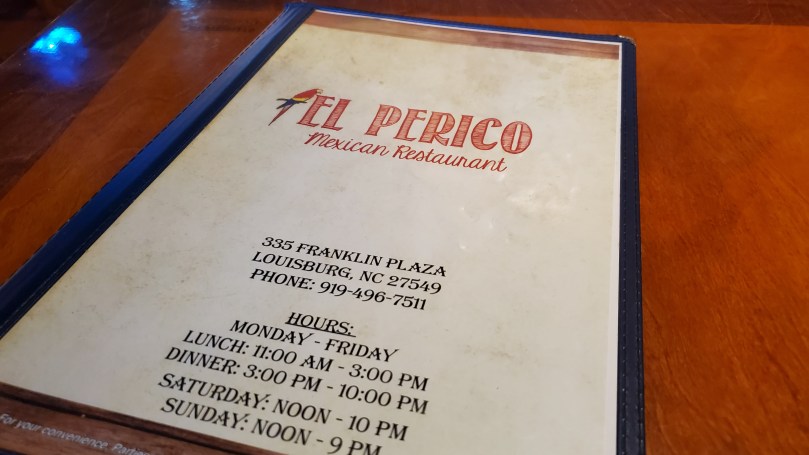 EL PERICO
Mexican Restaurant
335 FRANKLIN PLAZA
LOUISBURG, NC 27549
PHONE: 919-496-7511
HOURS:
MONDAY - FRIDAY
LUNCH: 11:00 AM - 3:00 PM
DINNER: 3:00 PM - 10:00 PM
SATURDAY: NOON - 10 PM
SUNDAY: NOON - 9 PM
For your convenience. Parti